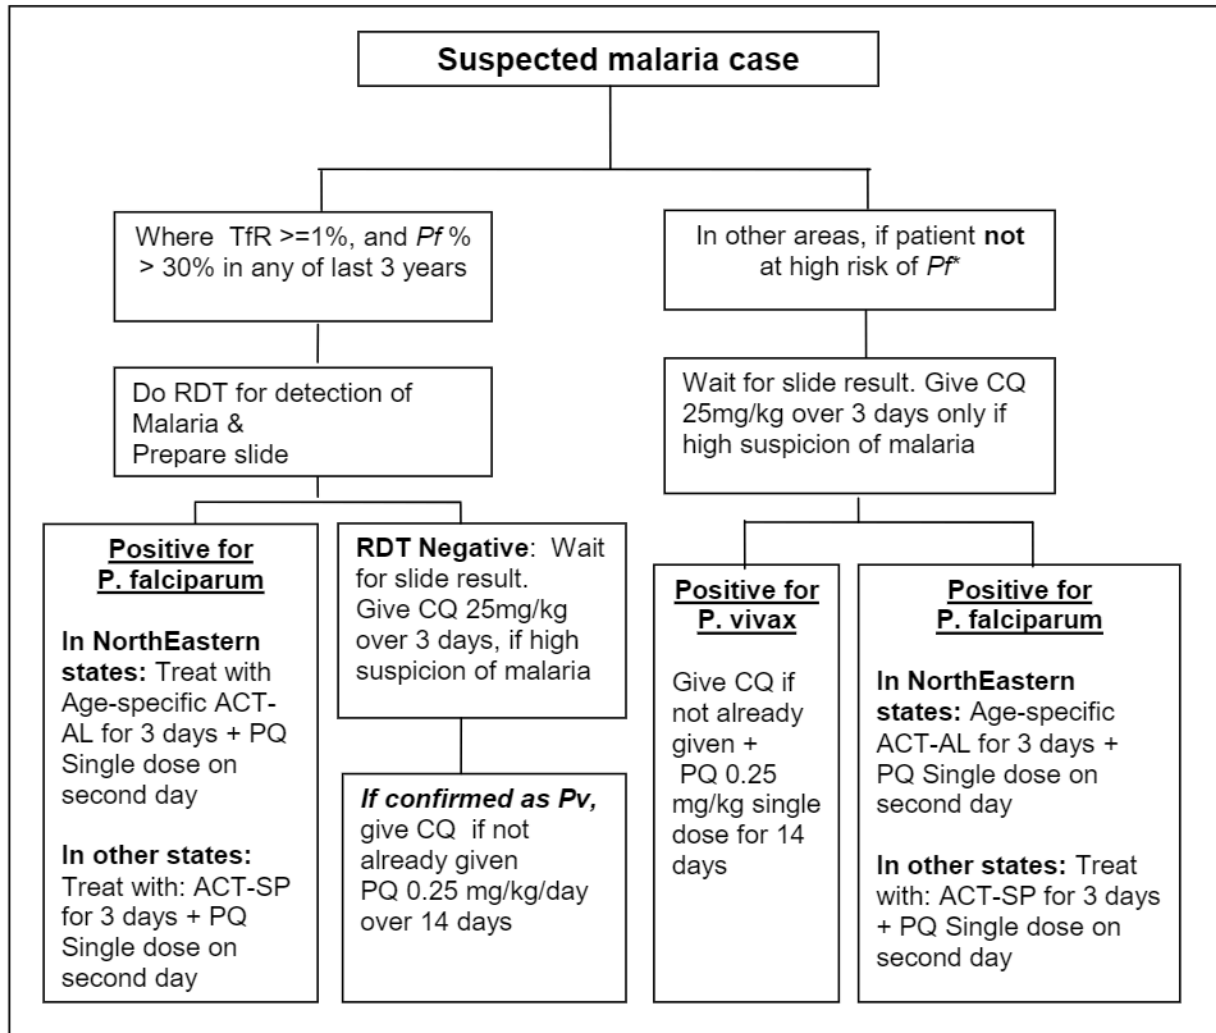 Suspected malaria case
Where TfR >=1%, and Pf %
> 30% in any of last 3 years
In other areas, if patient not
at high risk of Pf*
Do RDT for detection of
Malaria &
Prepare slide
Wait for slide result. Give CQ
25mg/kg over 3 days only if
high suspicion of malaria
Positive for
P. falciparum
In NorthEastern
states: Treat with
Age-specific ACT-
AL for 3 days + PQ
Single dose on
second day
In other states:
Treat with: ACT-SP
for 3 days + PQ
Single dose on
second day
RDT Negative: Wait
for slide result.
Give CQ 25mg/kg
over 3 days, if high
suspicion of malaria
If confirmed as Pv,
give CQ if not
already given
PQ 0.25 mg/kg/day
over 14 days
Positive for
P. vivax
Give CQ if
not already
given +
PQ 0.25
mg/kg single
dose for 14
days
Positive for
P. falciparum
In NorthEastern
states: Age-specific
ACT-AL for 3 days +
PQ Single dose on
second day
In other states: Treat
with: ACT-SP for 3 days
+ PQ Single dose on
second day